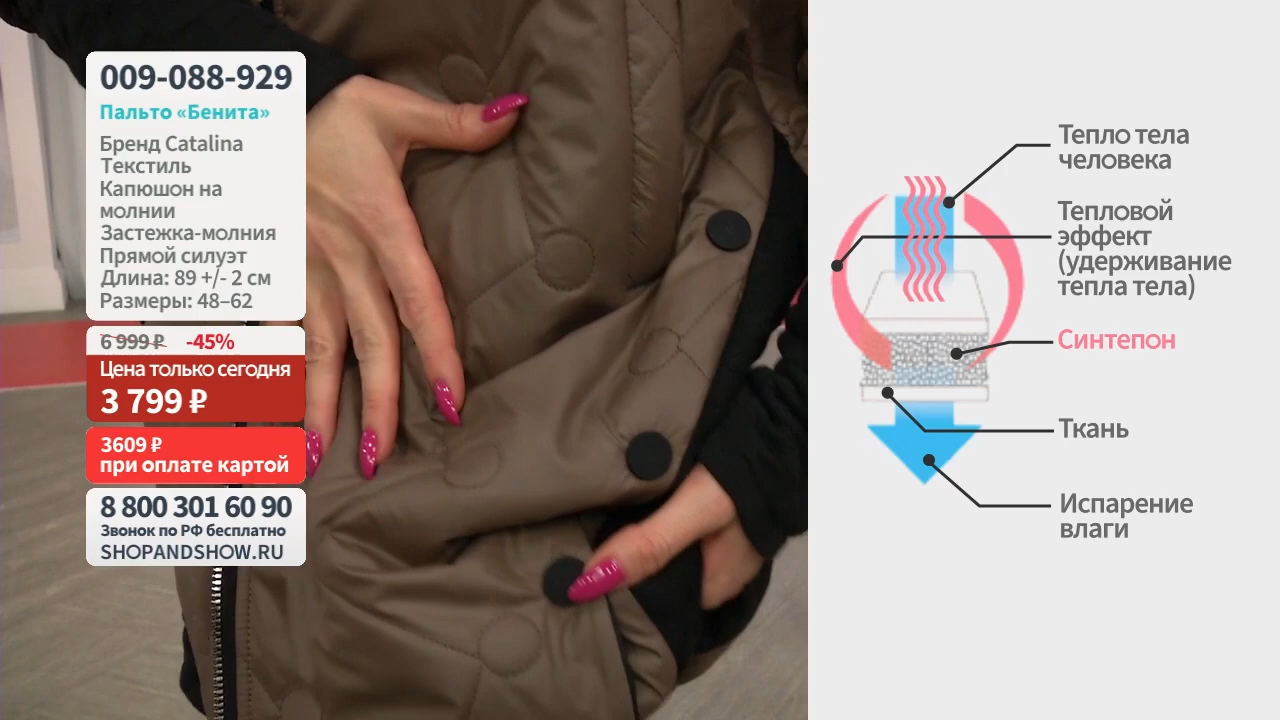 009-088-929
Пальто «Бенита»
Бренд Catalina
Текстиль
Капюшон на
молнии
Застежка-молния
Прямой силуэт
Длина: 89 +/- 2 см
Размеры: 48–62
6 999 ₽ -45%
Цена только сегодня
3 799 ₽
3609 ₽
при оплате картой
8 800 301 60 90
Звонок по РФ бесплатно
SHOPANDSHOW.RU
Тепло тела
человека
Тепловой
эффект
(удерживание
тепла тела)
Синтепон
Ткань
Испарение
влаги